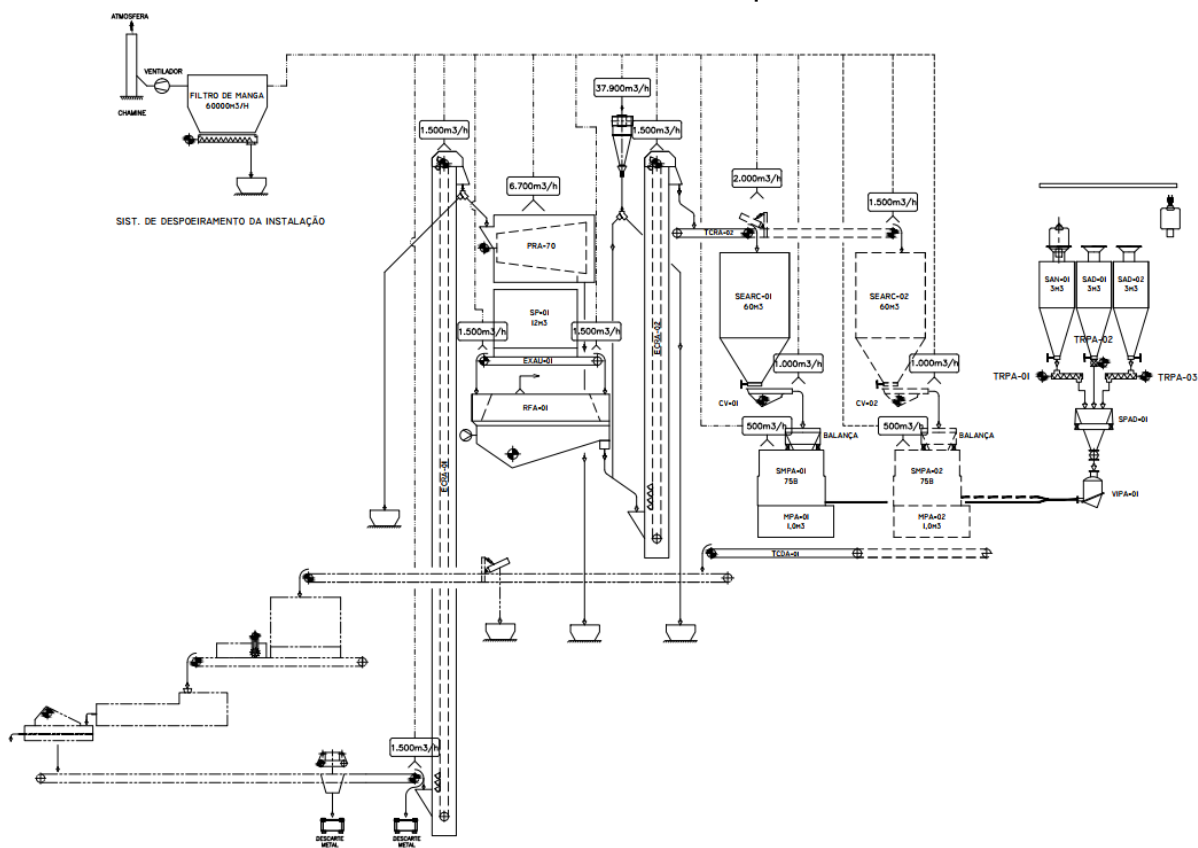 ATMOSFERA
VENTILADOR
FILTRO DE MANGA
60000M3/H
CHAMINE
SIST. DE DESPOEIRAMENTO DA INSTALAÇÃO
37.900m3/h
1.500m3/h
1.500m3/h
6.700m3/h
2.000m3/h
1.500m3/h
PRA-70
TCRA-02
SP-01
12M3
SEARC-01
60M3
SEARC-02
60M3
SAN-01
3M3
SAD-01
3M3
SAD-02
3M3
1.500m3/h
1.500m3/h
ECRA-02
EXAU-01
TRPA-02
TRPA-01
TRPA-03
1.000m3/h
1.000m3/h
RFA-01
CV-01
CV-02
SPAD-01
500m3/h
BALANÇA
500m3/h
BALANÇA
ECRA-01
SMPA-01
75B
SMPA-02
75B
VIPA-01
MPA-01
1,0M3
MPA-02
1,0M3
TCDA-01
1.500m3/h
DESCARTE
METAL
DESCARTE
METAL